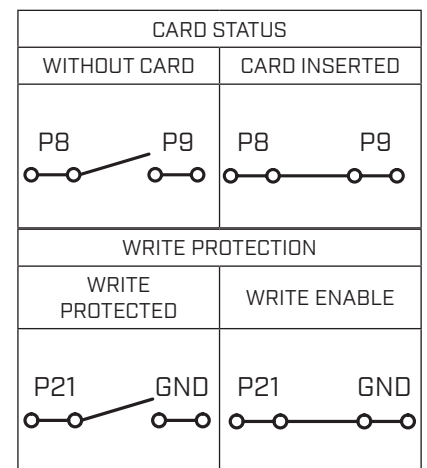 CARD STATUS
WITHOUT CARD CARD INSERTED
P8 P9 P8 P9
WRITE PROTECTION
WRITE
PROTECTED
WRITE ENABLE
P21 GND P21 GND